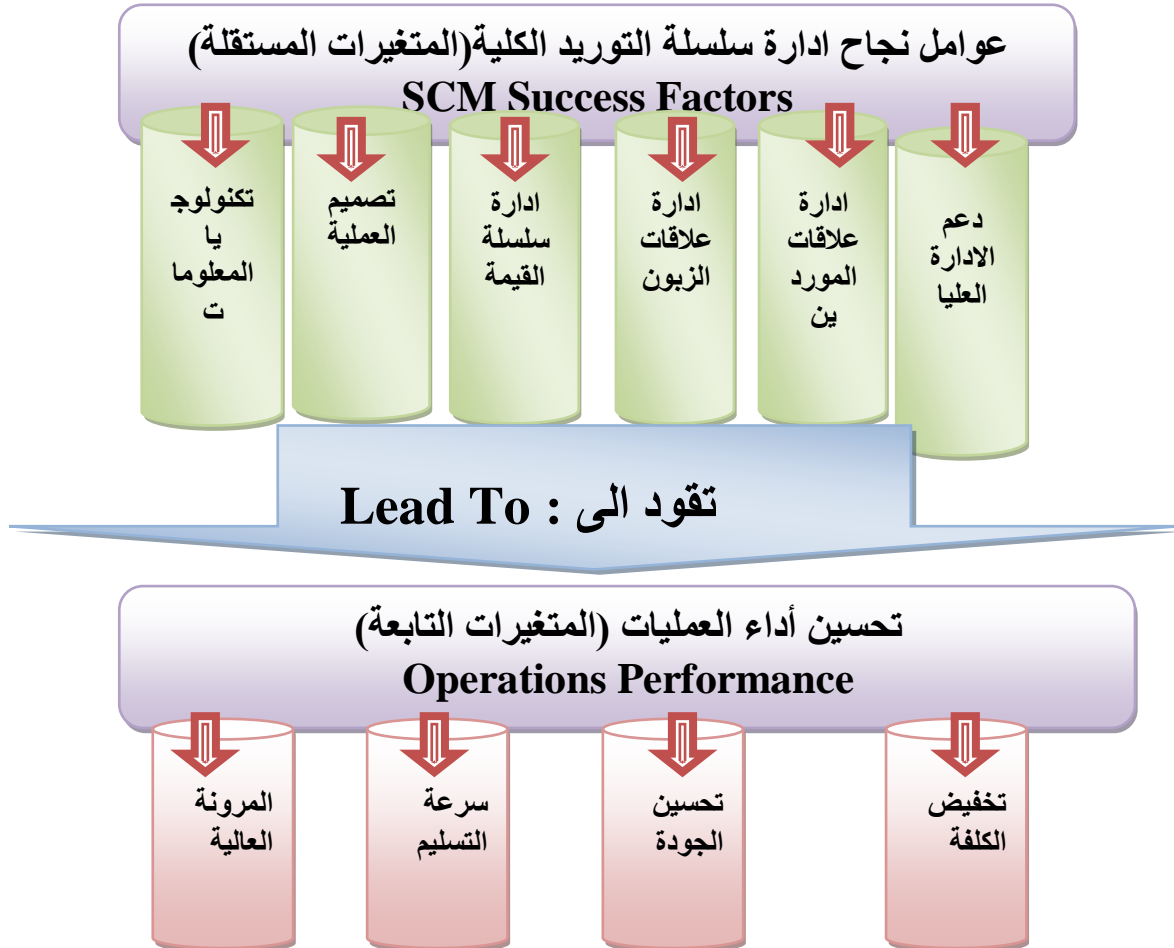 عوامل نجاح ادارة سلسلة التوريد الكلية(المتغيرات المستقلة)
SCM Success Factors
دعم
الادارة
العليا
ادارة
علاقات
المورد
ين
ادارة
علاقات
الزبون
ادارة
سلسلة
القيمة
تصميم
العملية
تكنولوج
يا
المعلوما
ت
تقود الى : Lead To
تحسين أداء العمليات (المتغيرات التابعة)
Operations Performance
تخفيض
الكلفة
تحسين
الجودة
سرعة
التسليم
المرونة
العالية